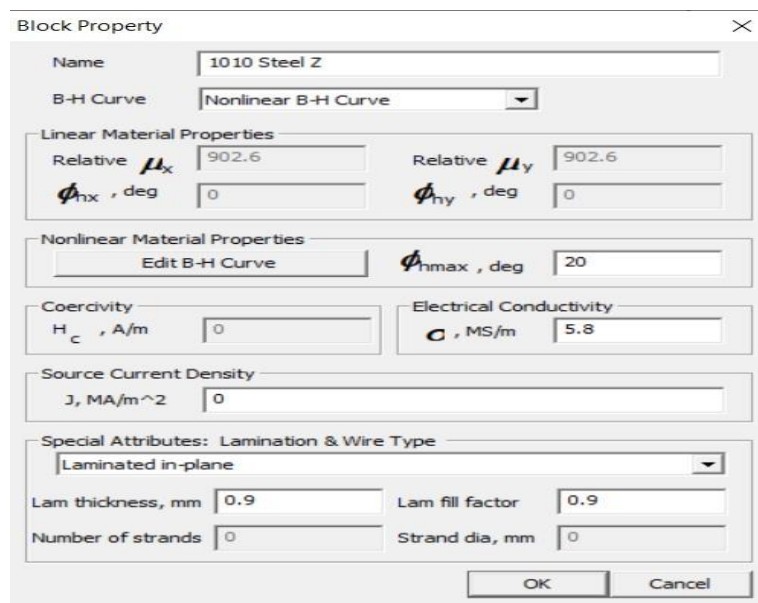 Block Property
Name 1010 Steel Z
B-H Curve Nonlinear B-H Curve
Linear Material Properties
Relative μx 902.6 Relative μy 902.6
ϕhx , deg 0 ϕhy , deg 0
Nonlinear Material Properties
Edit B-H Curve ϕhmax , deg 20
Coercivity Electrical Conductivity
Hc , A/m 0 σ , MS/m 5.8
Source Current Density
J, MA/m^2 0
Special Attributes: Lamination & Wire Type
Laminated in-plane
Lam thickness, mm 0.9 Lam fill factor 0.9
Number of strands 0 Strand dia, mm 0
OK Cancel